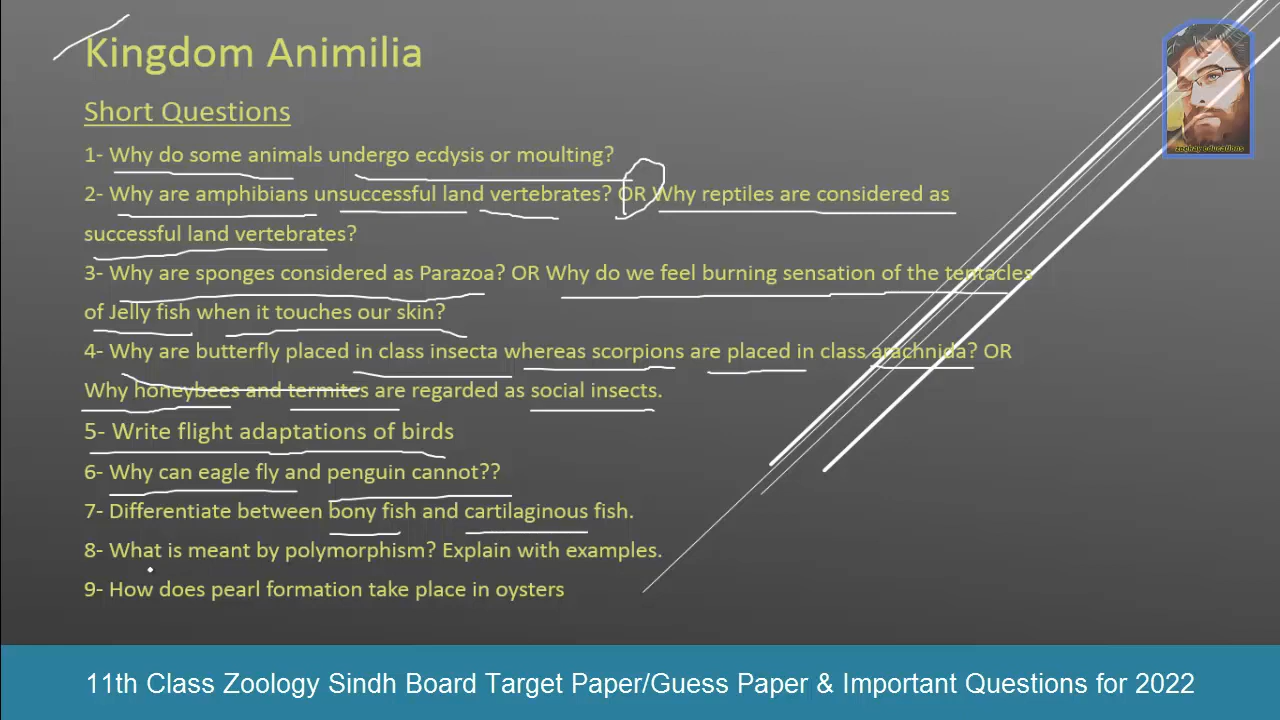 Kingdom Animilia
Short Questions
1- Why do some animals undergo ecdysis or moulting?
2- Why are amphibians unsuccessful land vertebrates? OR Why reptiles are considered as
successful land vertebrates?
3- Why are sponges considered as Parazoa? OR Why do we feel burning sensation of the tentacles
of Jelly fish when it touches our skin?
4- Why are butterfly placed in class insecta whereas scorpions are placed in class arachnida? OR
Why honeybees and termites are regarded as social insects.
5- Write flight adaptations of birds
6- Why can eagle fly and penguin cannot??
7- Differentiate between bony fish and cartilaginous fish.
8- What is meant by polymorphism? Explain with examples.
9- How does pearl formation take place in oysters
11th Class Zoology Sindh Board Target Paper/Guess Paper & Important Questions for 2022